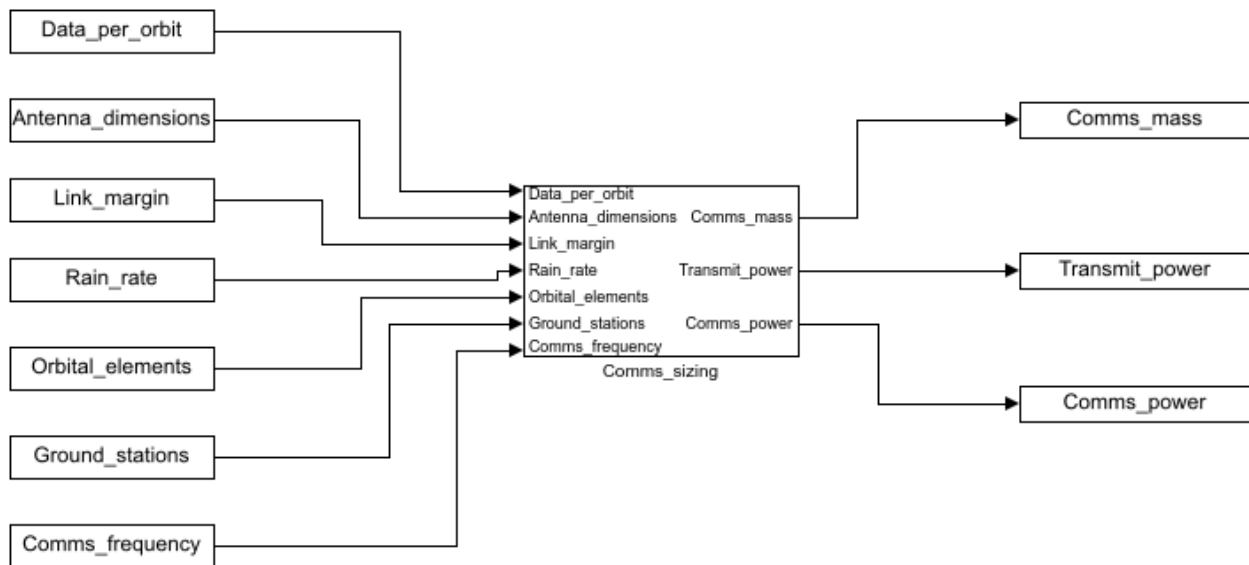 Data_per_orbit
Antenna_dimensions
Link_margin
Rain_rate
Orbital_elements
Ground_stations
Comms_frequency
Data_per_orbit
Antenna_dimensions
Link_margin
Rain_rate
Orbital_elements
Ground_stations
Comms_frequency
Comms_mass
Transmit_power
Comms_power
Comms_sizing
Comms_mass
Transmit_power
Comms_power